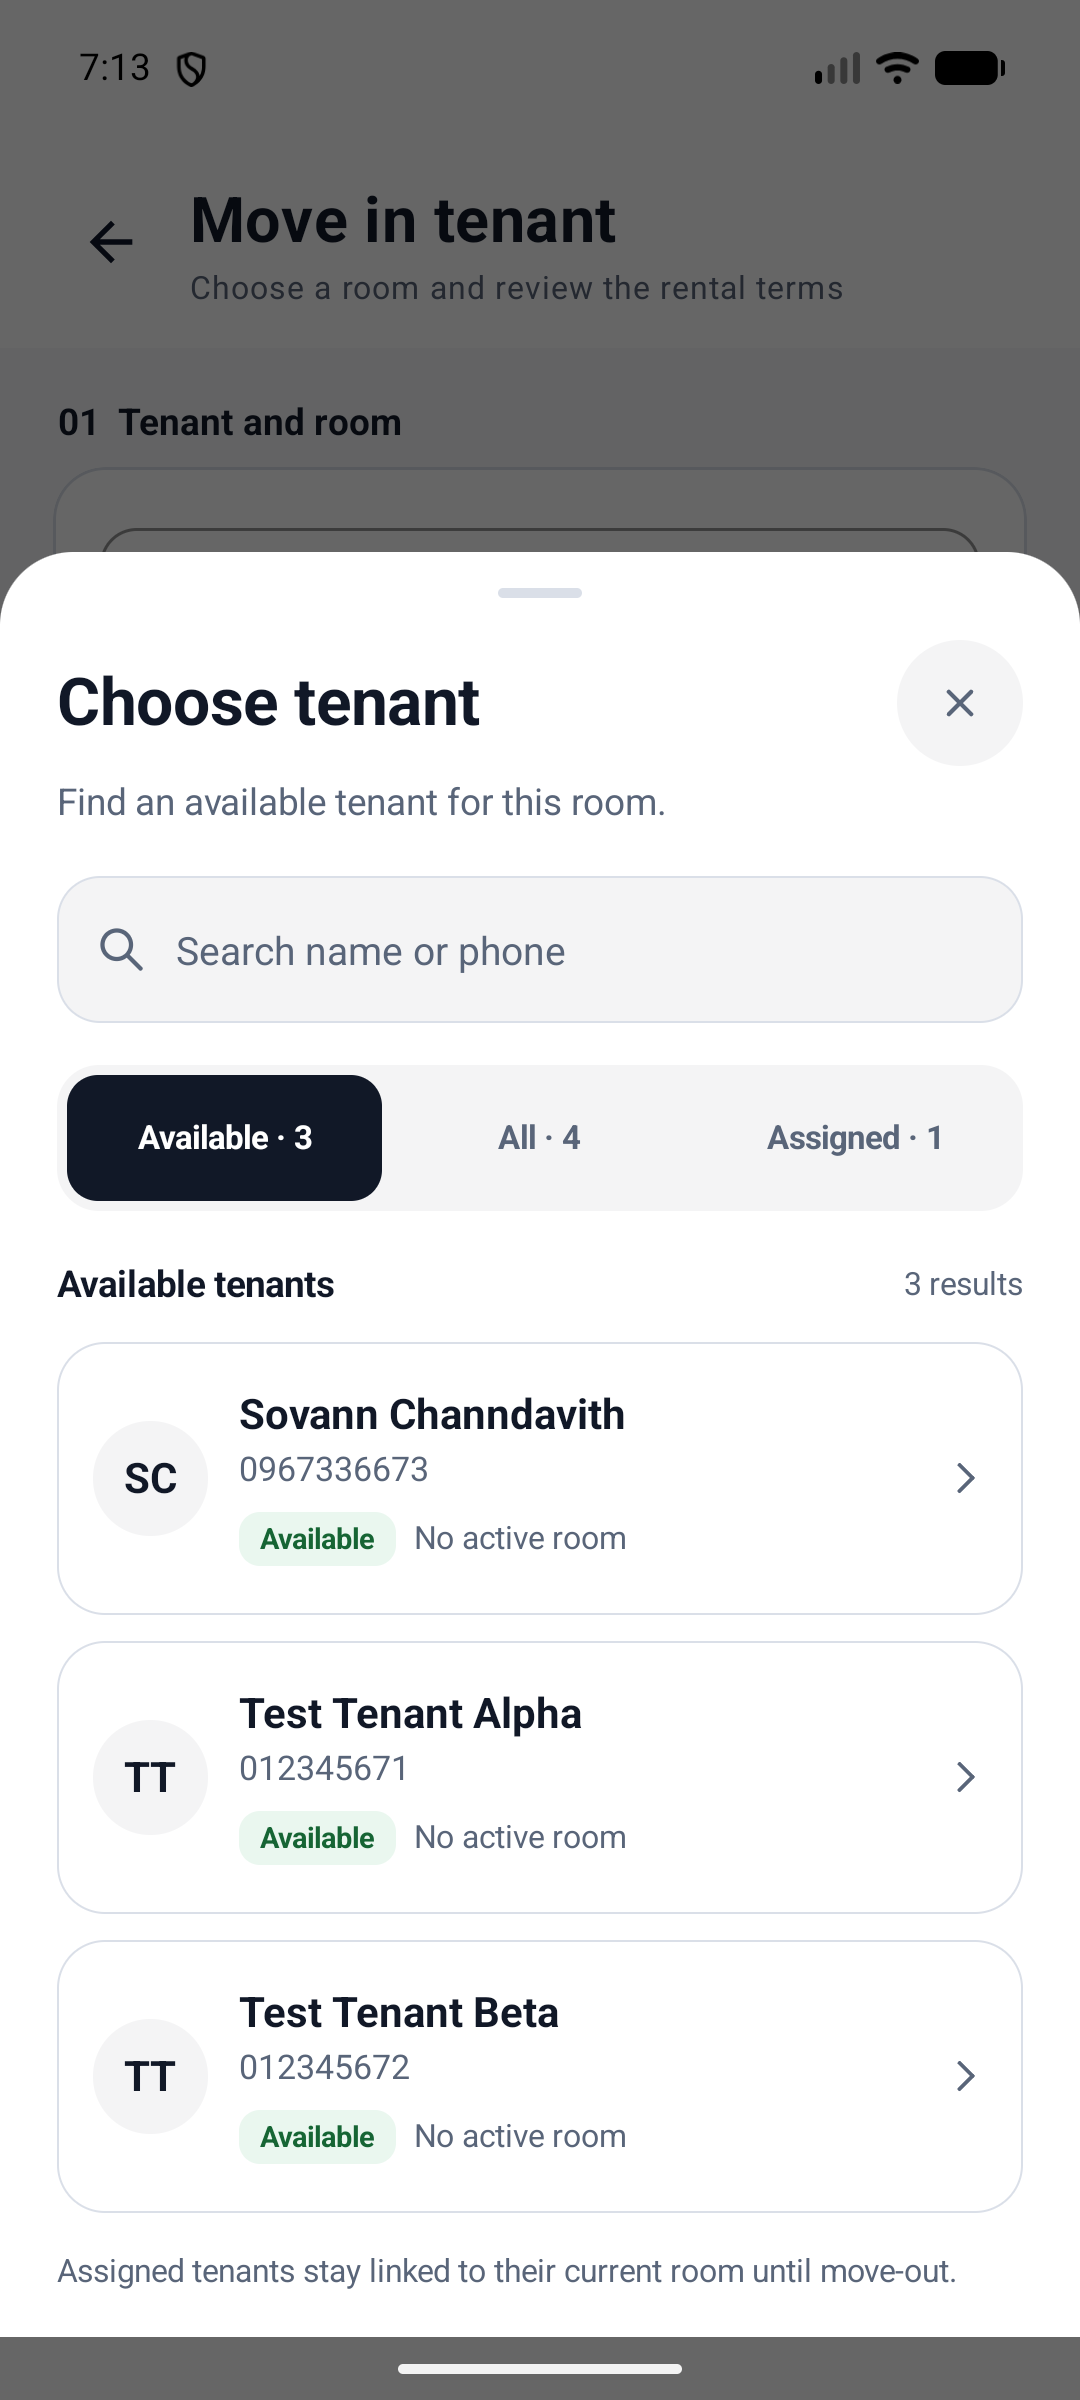 7:13
Move in tenant
Choose a room and review the rental terms
01 Tenant and room
Choose tenant
Find an available tenant for this room.
Search name or phone
Available · 3
All · 4
Assigned · 1
Available tenants
3 results
SC
Sovann Channdavith
0967336673
Available
No active room
TT
Test Tenant Alpha
012345671
Available
No active room
TT
Test Tenant Beta
012345672
Available
No active room
Assigned tenants stay linked to their current room until move-out.